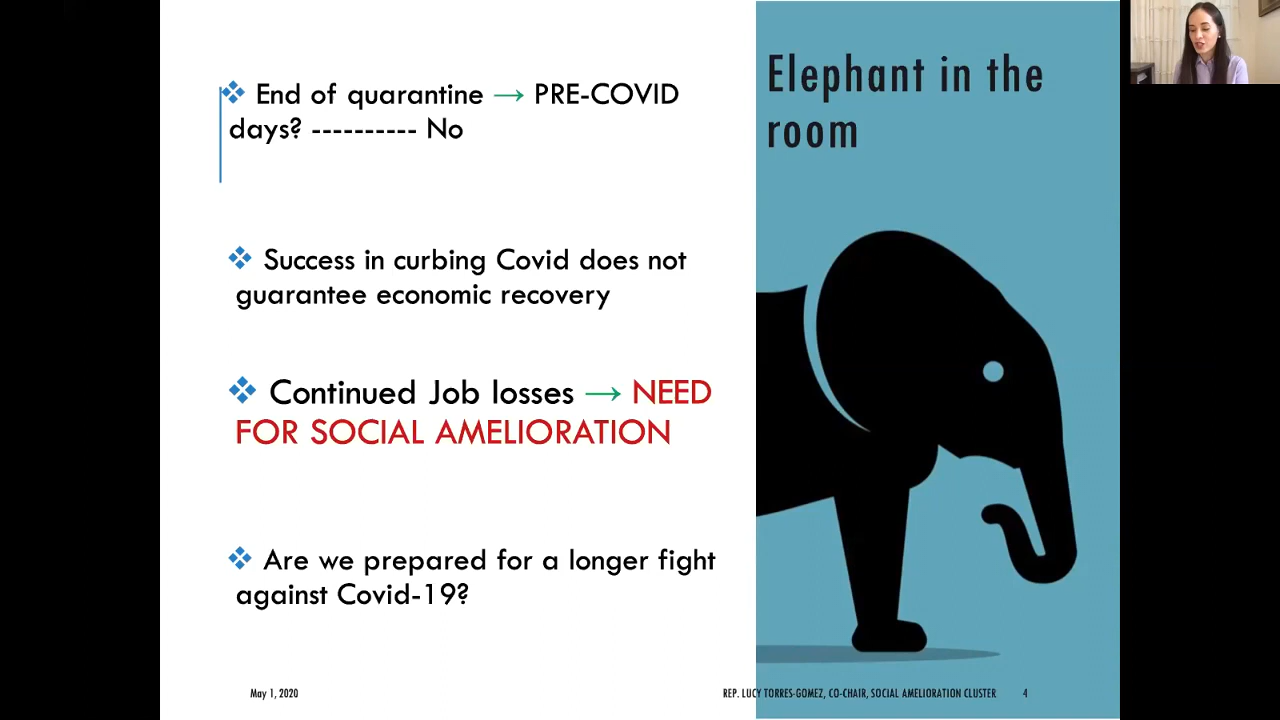 Elephant in the
room
❖ End of quarantine → PRE-COVID
days? ---------- No
❖ Success in curbing Covid does not
guarantee economic recovery
❖ Continued Job losses → NEED
FOR SOCIAL AMELIORATION
❖ Are we prepared for a longer fight
against Covid-19?
May 1, 2020
REP. LUCY TORRES-GOMEZ, CO-CHAIR, SOCIAL AMELIORATION CLUSTER
4